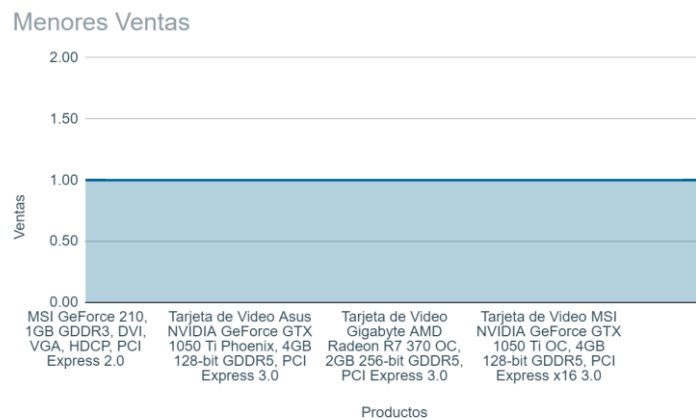 Menores Ventas
2.00
1.50
1.00
0.50
0.00
Ventas
MSI GeForce 210,
1GB GDDR3, DVI,
VGA, HDCP, PCI
Express 2.0
Tarjeta de Video Asus
NVIDIA GeForce GTX
1050 Ti Phoenix, 4GB
128-bit GDDR5, PCI
Express 3.0
Tarjeta de Video
Gigabyte AMD
Radeon R7 370 OC,
2GB 256-bit GDDR5,
PCI Express 3.0
Tarjeta de Video MSI
NVIDIA GeForce GTX
1050 Ti OC, 4GB
128-bit GDDR5, PCI
Express x16 3.0
Productos